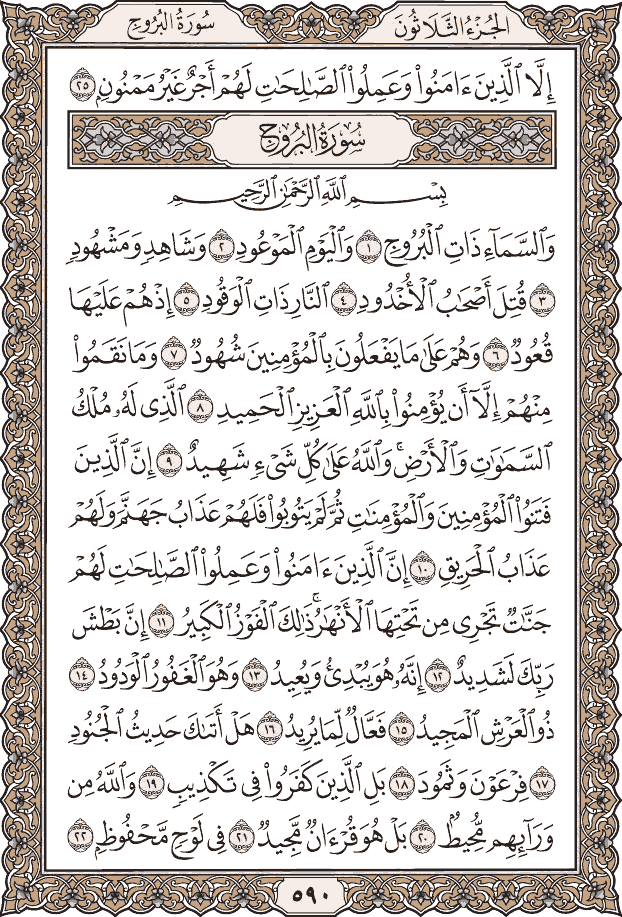 سُورَةُ البُرُوجِ الجُزْءُ الثَّلَاثُونَ
إِلَّا ٱلَّذِينَ ءَامَنُوا۟ وَعَمِلُوا۟ ٱلصَّـٰلِحَـٰتِ لَهُمْ أَجْرٌ غَيْرُ مَمْنُونٍۭ ٢٥
سُورَةُ البُرُوجِ
بِسْمِ ٱللَّهِ ٱلرَّحْمَـٰنِ ٱلرَّحِيمِ
وَٱلسَّمَآءِ ذَاتِ ٱلْبُرُوجِ ١ وَٱلْيَوْمِ ٱلْمَوْعُودِ ٢ وَشَاهِدٍ وَمَشْهُودٍ
٣ قُتِلَ أَصْحَـٰبُ ٱلْأُخْدُودِ ٤ ٱلنَّارِ ذَاتِ ٱلْوَقُودِ ٥ إِذْ هُمْ عَلَيْهَا
قُعُودٌ ٦ وَهُمْ عَلَىٰ مَا يَفْعَلُونَ بِٱلْمُؤْمِنِينَ شُهُودٌ ٧ وَمَا نَقَمُوا۟
مِنْهُمْ إِلَّآ أَن يُؤْمِنُوا۟ بِٱللَّهِ ٱلْعَزِيزِ ٱلْحَمِيدِ ٨ ٱلَّذِى لَهُۥ مُلْكُ
ٱلسَّمَـٰوَٰتِ وَٱلْأَرْضِ ۚ وَٱللَّهُ عَلَىٰ كُلِّ شَىْءٍ شَهِيدٌ ٩ إِنَّ ٱلَّذِينَ
فَتَنُوا۟ ٱلْمُؤْمِنِينَ وَٱلْمُؤْمِنَـٰتِ ثُمَّ لَمْ يَتُوبُوا۟ فَلَهُمْ عَذَابُ جَهَنَّمَ وَلَهُمْ
عَذَابُ ٱلْحَرِيقِ ١٠ إِنَّ ٱلَّذِينَ ءَامَنُوا۟ وَعَمِلُوا۟ ٱلصَّـٰلِحَـٰتِ لَهُمْ
جَنَّـٰتٌ تَجْرِى مِن تَحْتِهَا ٱلْأَنْهَـٰرُ ۚ ذَٰلِكَ ٱلْفَوْزُ ٱلْكَبِيرُ ١١ إِنَّ بَطْشَ
رَبِّكَ لَشَدِيدٌ ١٢ إِنَّهُۥ هُوَ يُبْدِئُ وَيُعِيدُ ١٣ وَهُوَ ٱلْغَفُورُ ٱلْوَدُودُ ١٤
ذُو ٱلْعَرْشِ ٱلْمَجِيدُ ١٥ فَعَّالٌ لِّمَا يُرِيدُ ١٦ هَلْ أَتَىٰكَ حَدِيثُ ٱلْجُنُودِ
١٧ فِرْعَوْنَ وَثَمُودَ ١٨ بَلِ ٱلَّذِينَ كَفَرُوا۟ فِى تَكْذِيبٍ ١٩ وَٱللَّهُ مِن
وَرَآئِهِم مُّحِيطٌۢ ٢٠ بَلْ هُوَ قُرْءَانٌ مَّجِيدٌ ٢١ فِى لَوْحٍ مَّحْفُوظٍۭ ٢٢
٥٩٠